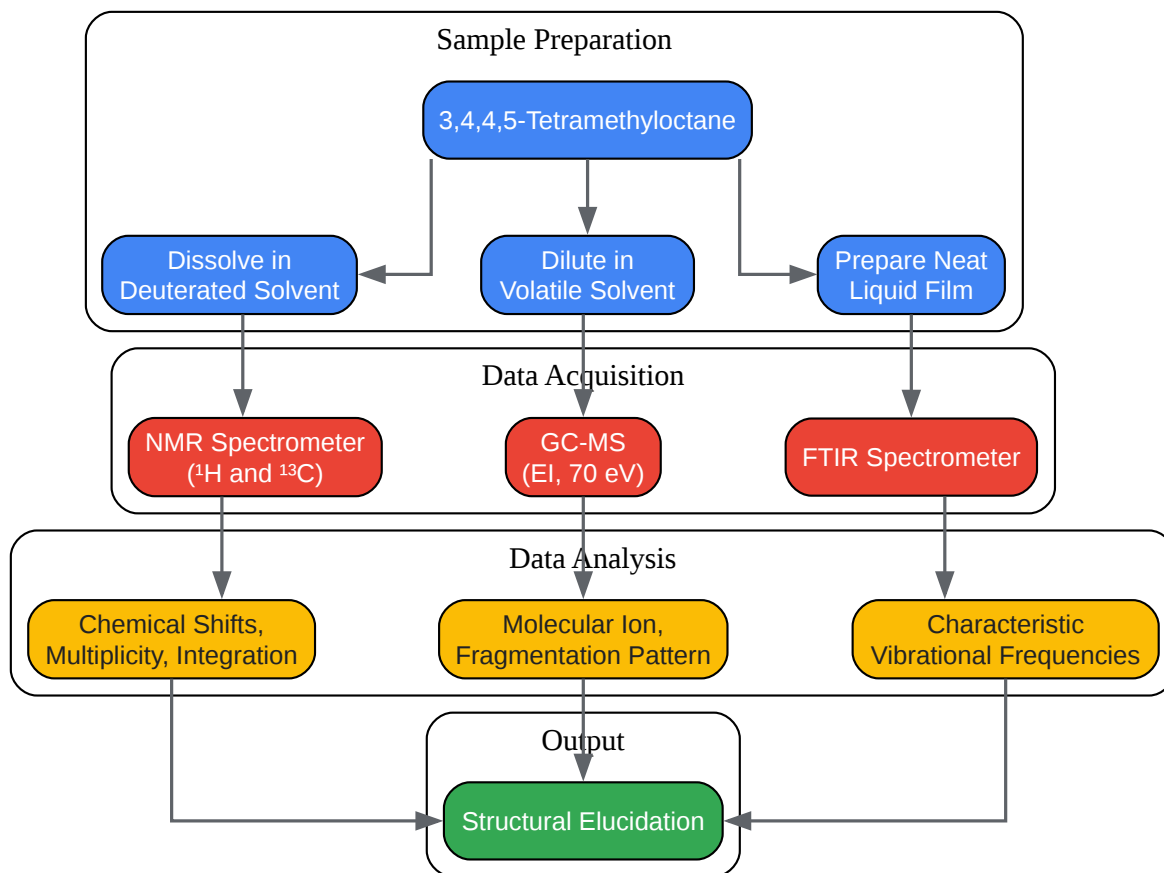 Sample Preparation
3,4,4,5-Tetramethyloctane
Dissolve in
Deuterated Solvent
Dilute in
Volatile Solvent
Prepare Neat
Liquid Film
Data Acquisition
NMR Spectrometer
(¹H and ¹³C)
GC-MS
(EI, 70 eV)
FTIR Spectrometer
Data Analysis
Chemical Shifts,
Multiplicity, Integration
Molecular Ion,
Fragmentation Pattern
Characteristic
Vibrational Frequencies
Output
Structural Elucidation